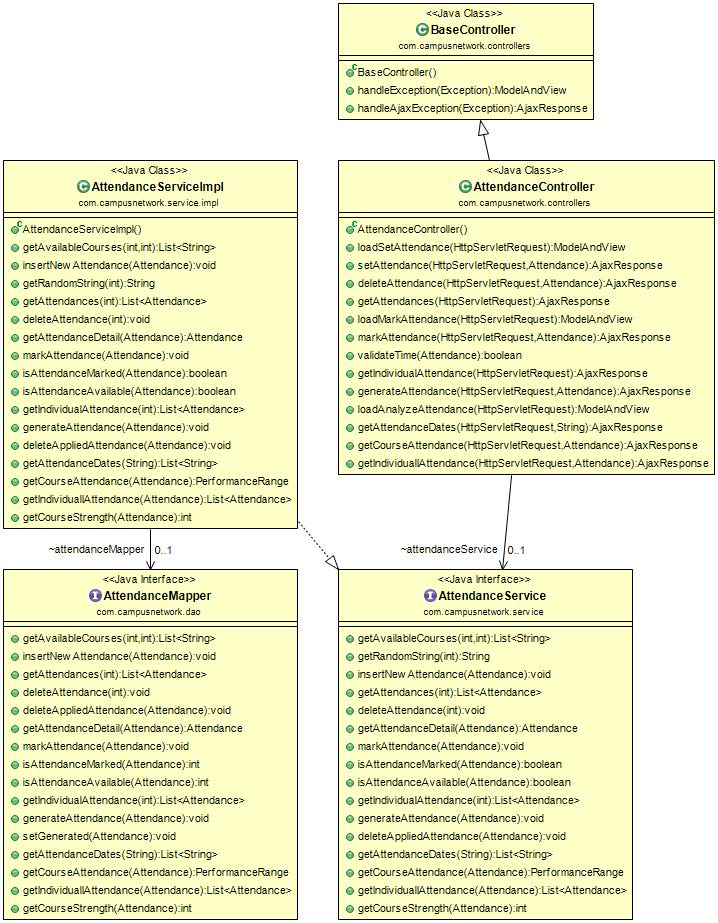 <<Java Class>>
BaseController
com.campusnetwork.controllers
BaseController()
handleException(Exception):ModelAndView
handleAjaxException(Exception):AjaxResponse
<<Java Class>>
AttendanceServiceImpl
com.campusnetwork.service.impl
AttendanceServiceImpl()
getAvailableCourses(int,int):List<String>
insertNewAttendance(Attendance):void
getRandomString(int):String
getAttendances(int):List<Attendance>
deleteAttendance(int):void
getAttendanceDetail(Attendance):Attendance
markAttendance(Attendance):void
isAttendanceMarked(Attendance):boolean
isAttendanceAvailable(Attendance):boolean
getIndividualAttendance(int):List<Attendance>
generateAttendance(Attendance):void
deleteAppliedAttendance(Attendance):void
getAttendanceDates(String):List<String>
getCourseAttendance(Attendance):PerformanceRange
getIndividuallAttendance(Attendance):List<Attendance>
getCourseStrength(Attendance):int
<<Java Class>>
AttendanceController
com.campusnetwork.controllers
AttendanceController()
loadSetAttendance(HttpServletRequest):ModelAndView
setAttendance(HttpServletRequest,Attendance):AjaxResponse
deleteAttendance(HttpServletRequest,Attendance):AjaxResponse
getAttendances(HttpServletRequest):AjaxResponse
loadMarkAttendance(HttpServletRequest):ModelAndView
markAttendance(HttpServletRequest,Attendance):AjaxResponse
validateTime(Attendance):boolean
getIndividualAttendance(HttpServletRequest):AjaxResponse
generateAttendance(HttpServletRequest,Attendance):AjaxResponse
loadAnalyzeAttendance(HttpServletRequest):ModelAndView
getAttendanceDates(HttpServletRequest,String):AjaxResponse
getCourseAttendance(HttpServletRequest,Attendance):AjaxResponse
getIndividuallAttendance(HttpServletRequest,Attendance):AjaxResponse
~attendanceMapper 0..1
~attendanceService 0..1
<<Java Interface>>
AttendanceMapper
com.campusnetwork.dao
getAvailableCourses(int,int):List<String>
insertNewAttendance(Attendance):void
getAttendances(int):List<Attendance>
deleteAttendance(int):void
deleteAppliedAttendance(Attendance):void
getAttendanceDetail(Attendance):Attendance
markAttendance(Attendance):void
isAttendanceMarked(Attendance):int
isAttendanceAvailable(Attendance):int
getIndividualAttendance(int):List<Attendance>
generateAttendance(Attendance):void
setGenerated(Attendance):void
getAttendanceDates(String):List<String>
getCourseAttendance(Attendance):PerformanceRange
getIndividuallAttendance(Attendance):List<Attendance>
getCourseStrength(Attendance):int
<<Java Interface>>
AttendanceService
com.campusnetwork.service
getAvailableCourses(int,int):List<String>
getRandomString(int):String
insertNewAttendance(Attendance):void
getAttendances(int):List<Attendance>
deleteAttendance(int):void
getAttendanceDetail(Attendance):Attendance
markAttendance(Attendance):void
isAttendanceMarked(Attendance):boolean
isAttendanceAvailable(Attendance):boolean
getIndividualAttendance(int):List<Attendance>
generateAttendance(Attendance):void
deleteAppliedAttendance(Attendance):void
getAttendanceDates(String):List<String>
getCourseAttendance(Attendance):PerformanceRange
getIndividuallAttendance(Attendance):List<Attendance>
getCourseStrength(Attendance):int